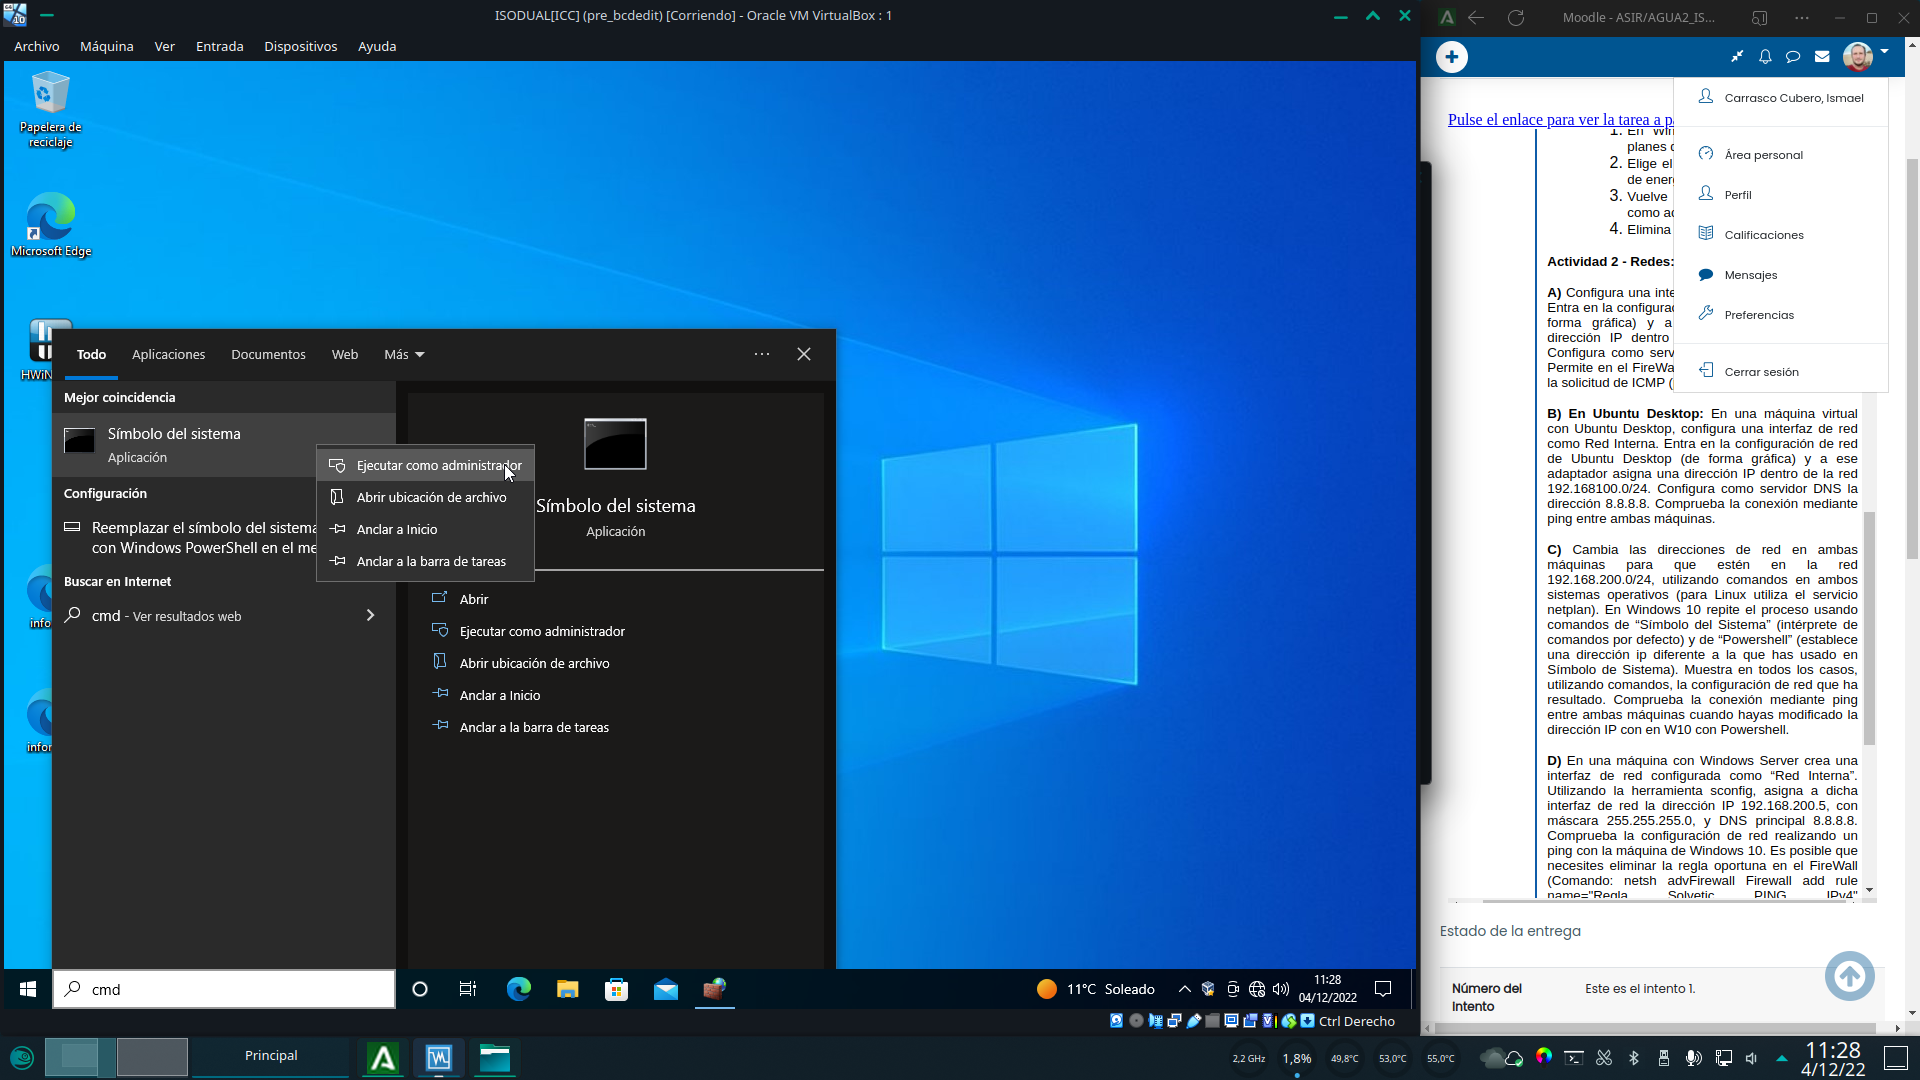 ISODUAL[ICC] (pre_bcdedit) [Corriendo] - Oracle VM VirtualBox : 1
Archivo Máquina Ver Entrada Dispositivos Ayuda
Papelera de
reciclaje
Microsoft Edge
Todo Aplicaciones Documentos Web Más
Mejor coincidencia
Símbolo del sistema
Aplicación
Configuración
Reemplazar el símbolo del sistema
con Windows PowerShell en el me
Buscar en Internet
cmd - Ver resultados web
Ejecutar como administrador
Abrir ubicación de archivo
Anclar a Inicio
Anclar a la barra de tareas
Símbolo del sistema
Aplicación
Abrir
Ejecutar como administrador
Abrir ubicación de archivo
Anclar a Inicio
Anclar a la barra de tareas
cmd
11°C Soleado
11:28
04/12/2022
Ctrl Derecho
Principal
2,2 GHz
1,8%
49,8°C
53,0°C
55,0°C
11:28
4/12/22
Moodle - ASIR/AGUA2_IS...
Carrasco Cubero, Ismael
Área personal
Perfil
Calificaciones
Mensajes
Preferencias
Cerrar sesión
Pulse el enlace para ver la tarea a p
1. En Win
planes
2. Elige el
de ener
3. Vuelve
como a
4. Elimina
Actividad 2 - Redes:
A) Configura una inte
Entra en la configura
forma gráfica) y a
dirección IP dentro
Configura como serv
Permite en el FireWa
la solicitud de ICMP (
B) En Ubuntu Desktop: En una máquina virtual
con Ubuntu Desktop, configura una interfaz de red
como Red Interna. Entra en la configuración de red
de Ubuntu Desktop (de forma gráfica) y a ese
adaptador asigna una dirección IP dentro de la red
192.168100.0/24. Configura como servidor DNS la
dirección 8.8.8.8. Comprueba la conexión mediante
ping entre ambas máquinas.
C) Cambia las direcciones de red en ambas
máquinas para que estén en la red
192.168.200.0/24, utilizando comandos en ambos
sistemas operativos (para Linux utiliza el servicio
netplan). En Windows 10 repite el proceso usando
comandos de “Símbolo del Sistema” (intérprete de
comandos por defecto) y de “Powershell” (establece
una dirección ip diferente a la que has usado en
Símbolo de Sistema). Muestra en todos los casos,
utilizando comandos, la configuración de red que ha
resultado. Comprueba la conexión mediante ping
entre ambas máquinas cuando hayas modificado la
dirección IP con en W10 con Powershell.
D) En una máquina con Windows Server crea una
interfaz de red configurada como “Red Interna”.
Utilizando la herramienta sconfig, asigna a dicha
interfaz de red la dirección IP 192.168.200.5, con
máscara 255.255.255.0, y DNS principal 8.8.8.8.
Comprueba la configuración de red realizando un
ping con la máquina de Windows 10. Es posible que
necesites eliminar la regla oportuna en el FireWall
(Comando: netsh advFirewall Firewall add rule
name="Regla Solvetic PING IPv4"
Estado de la entrega
Número del
intento
Este es el intento 1.